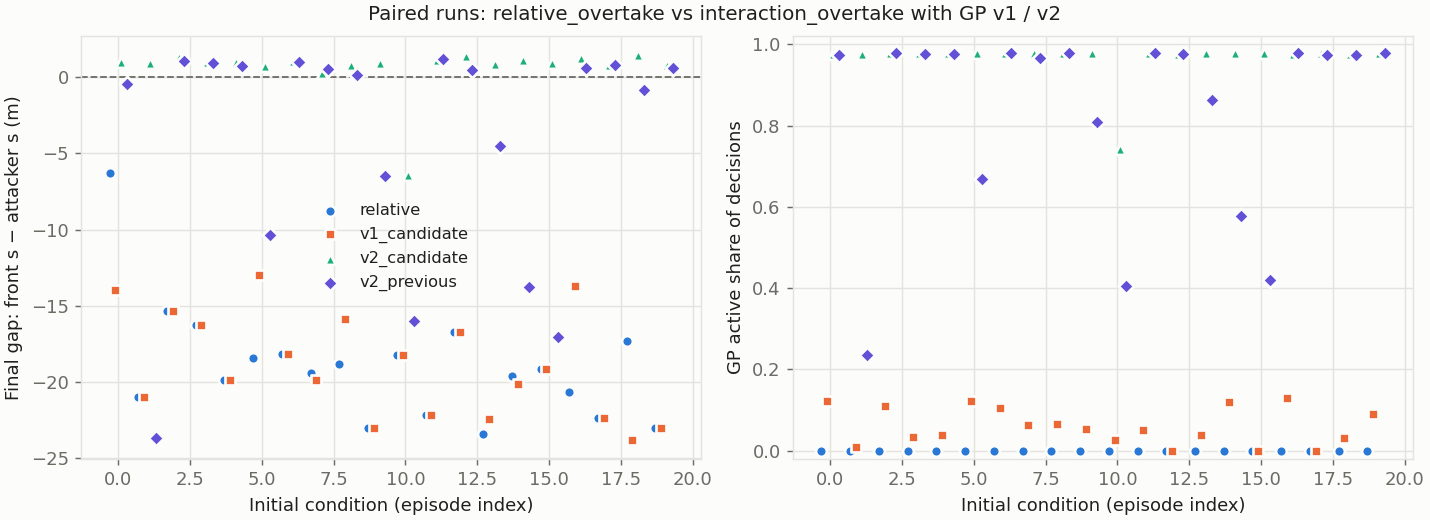 Paired runs: relative_overtake vs interaction_overtake with GP v1 / v2
Final gap: front s − attacker s (m)
0
−5
−10
−15
−20
−25
relative
v1_candidate
v2_candidate
v2_previous
0.0 2.5 5.0 7.5 10.0 12.5 15.0 17.5 20.0
Initial condition (episode index)
GP active share of decisions
1.0
0.8
0.6
0.4
0.2
0.0
0.0 2.5 5.0 7.5 10.0 12.5 15.0 17.5 20.0
Initial condition (episode index)